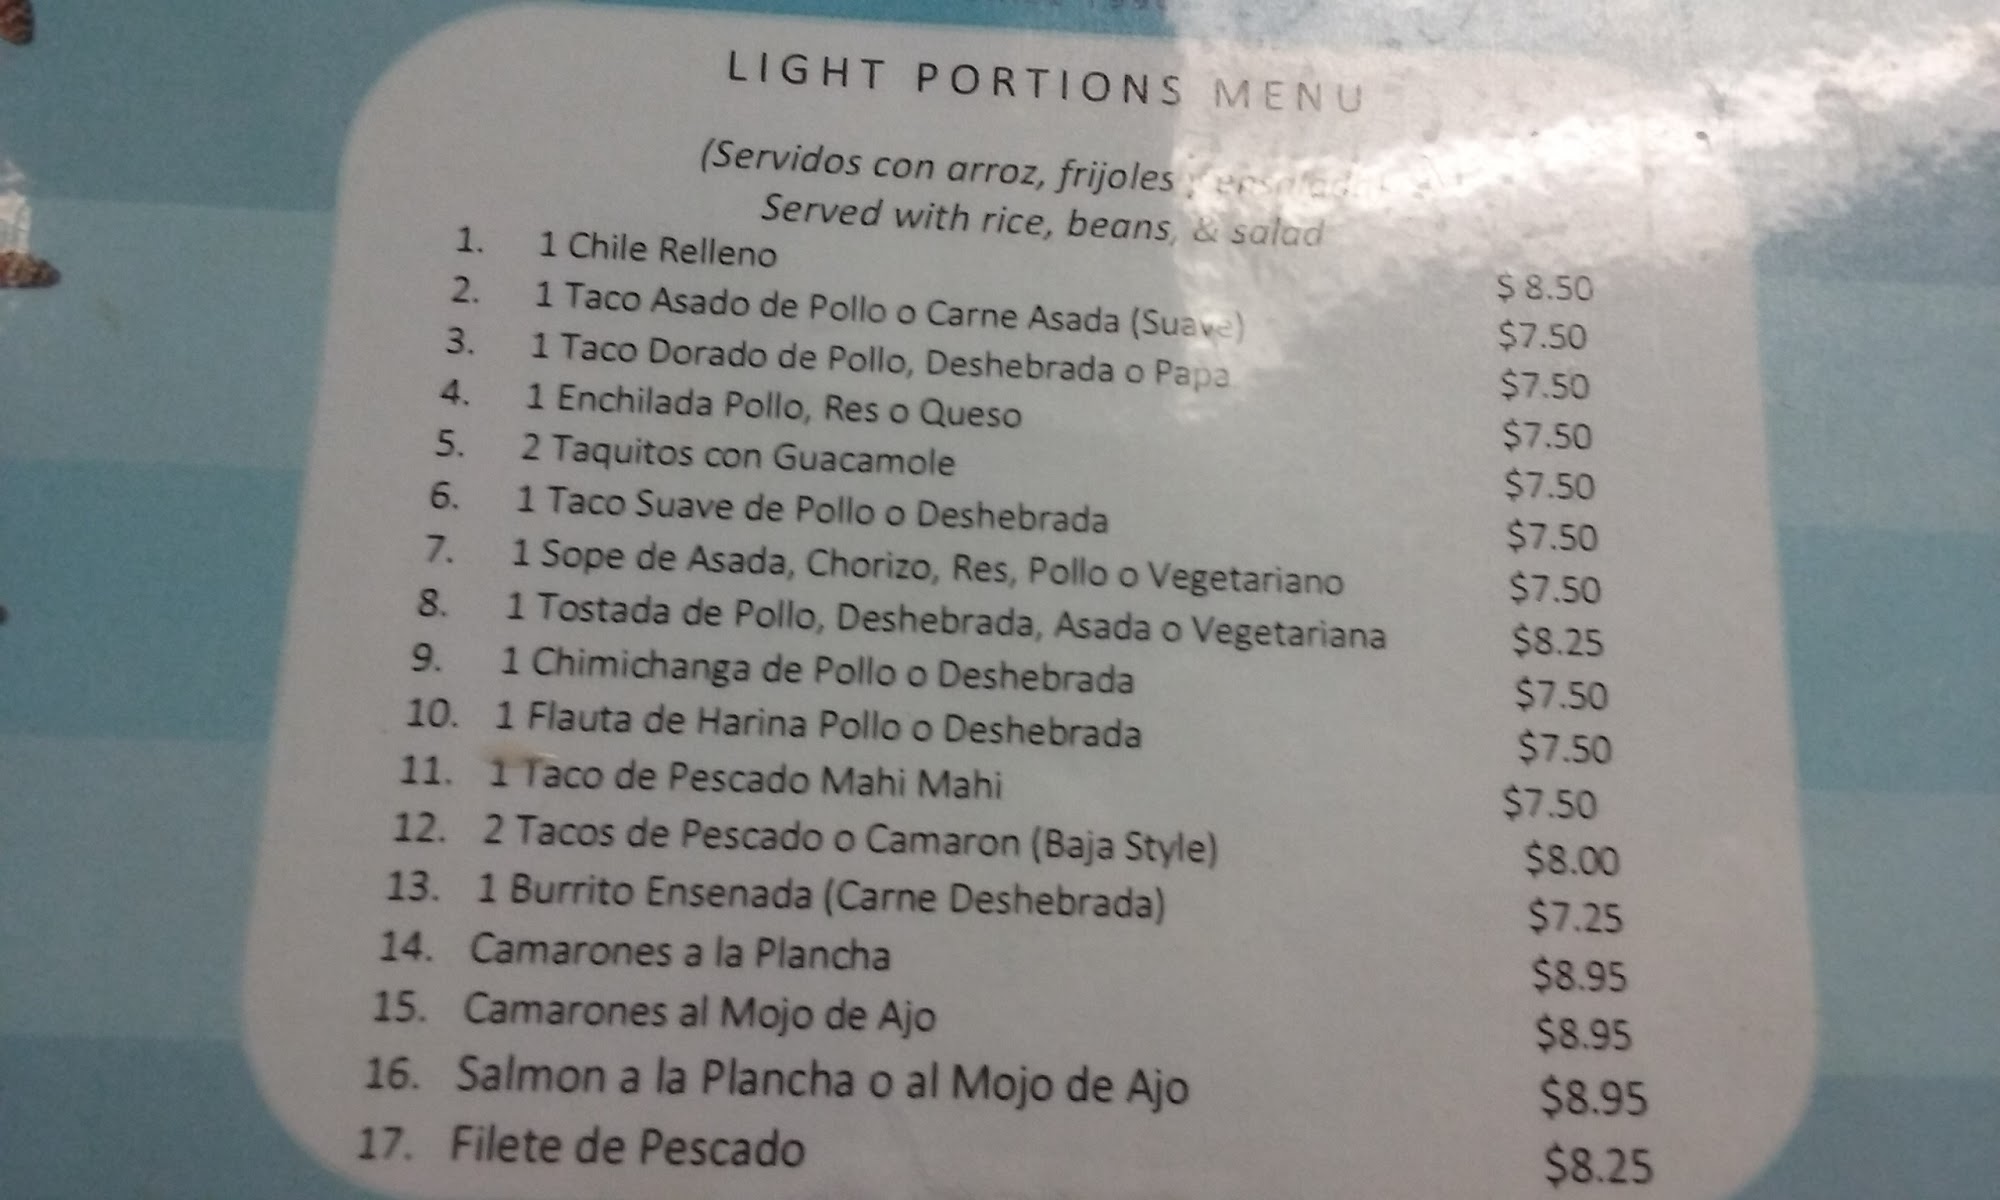 LIGHT PORTIONS MENU
(Servidos con arroz, frijoles y ensalada
Served with rice, beans, & salad
1. 1 Chile Relleno $ 8.50
2. 1 Taco Asado de Pollo o Carne Asada (Suave) $7.50
3. 1 Taco Dorado de Pollo, Deshebrada o Papa $7.50
4. 1 Enchilada Pollo, Res o Queso $7.50
5. 2 Taquitos con Guacamole $7.50
6. 1 Taco Suave de Pollo o Deshebrada $7.50
7. 1 Sope de Asada, Chorizo, Res, Pollo o Vegetariano $7.50
8. 1 Tostada de Pollo, Deshebrada, Asada o Vegetariana $8.25
9. 1 Chimichanga de Pollo o Deshebrada $7.50
10. 1 Flauta de Harina Pollo o Deshebrada $7.50
11. 1 Taco de Pescado Mahi Mahi $7.50
12. 2 Tacos de Pescado o Camaron (Baja Style) $8.00
13. 1 Burrito Ensenada (Carne Deshebrada) $7.25
14. Camarones a la Plancha $8.95
15. Camarones al Mojo de Ajo $8.95
16. Salmon a la Plancha o al Mojo de Ajo $8.95
17. Filete de Pescado $8.25